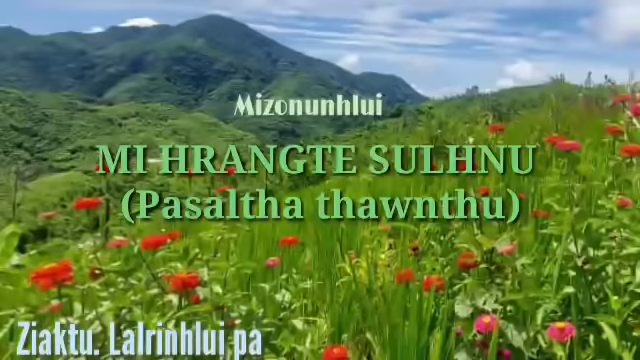 Mizonunhlui
MI HRANGTE SULHNU
(Pasaltha thawnthu)
Ziaktu. Lalrinhlui pa